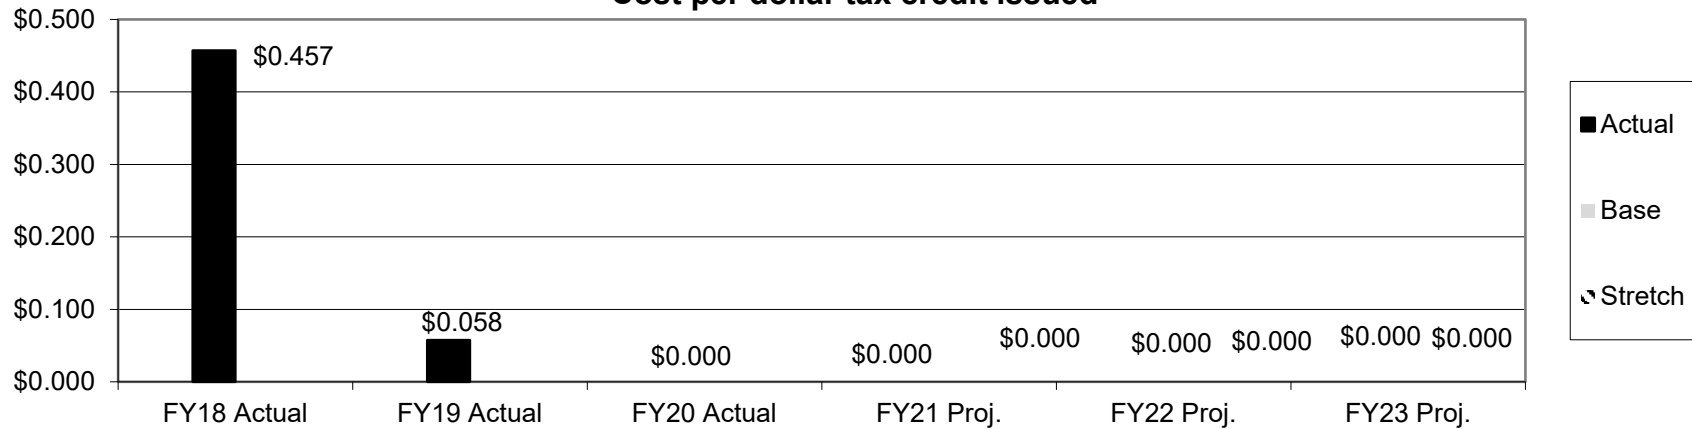 Cost per dollar tax credit issued
$0.500
$0.400
$0.300
$0.200
$0.100
$0.000
$0.457
$0.058
$0.000
$0.000
$0.000
$0.000
$0.000
$0.000
$0.000
FY18 Actual
FY19 Actual
FY20 Actual
FY21 Proj.
FY22 Proj.
FY23 Proj.
Actual
Base
Stretch